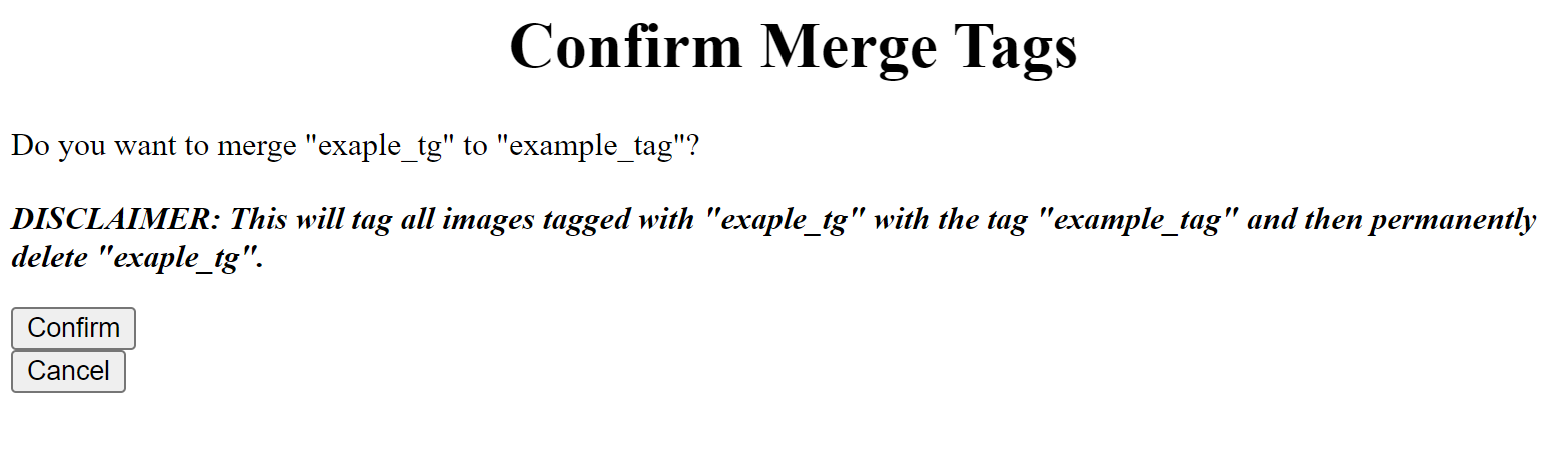 Confirm Merge Tags
Do you want to merge "exaple_tg" to "example_tag"?
DISCLAIMER: This will tag all images tagged with "exaple_tg" with the tag "example_tag" and then permanently
delete "exaple_tg".
Confirm
Cancel